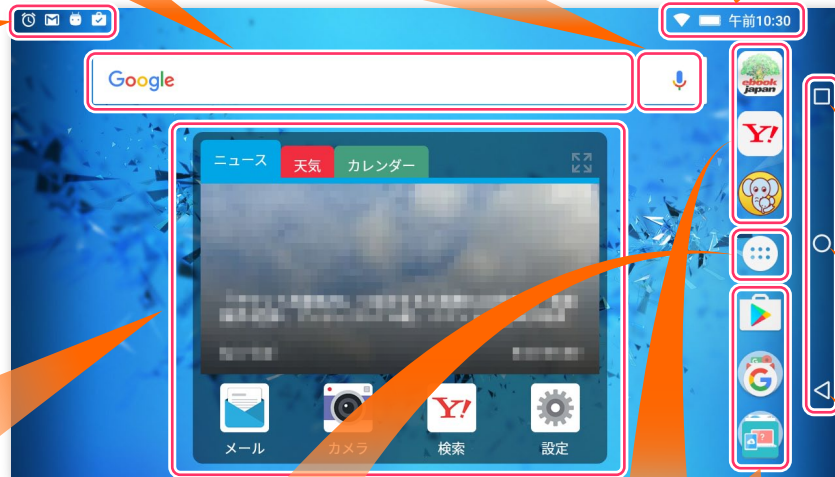 午前10:30
Google
ebook
japan
Y!
ニュース
天気
カレンダー
G
メール
カメラ
Y!
検索
設定